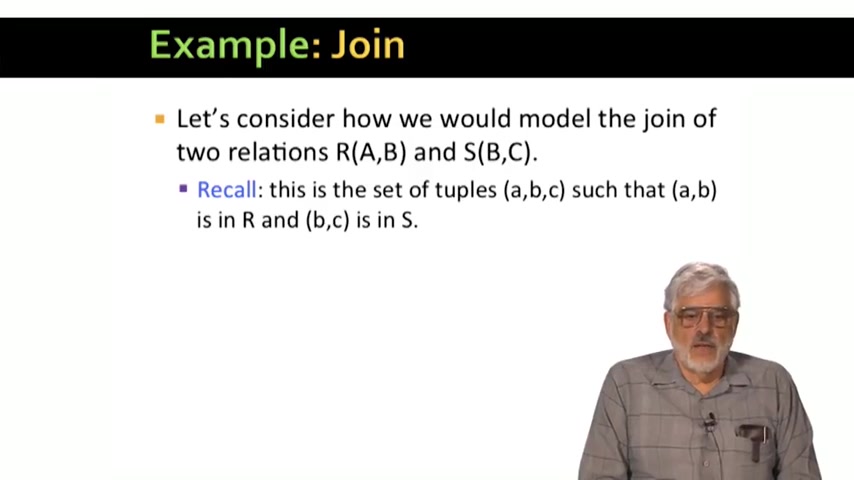 Example: Join
Let's consider how we would model the join of
two relations R(A,B) and S(B,C).
Recall: this is the set of tuples (a,b,c) such that (a,b)
is in R and (b,c) is in S.